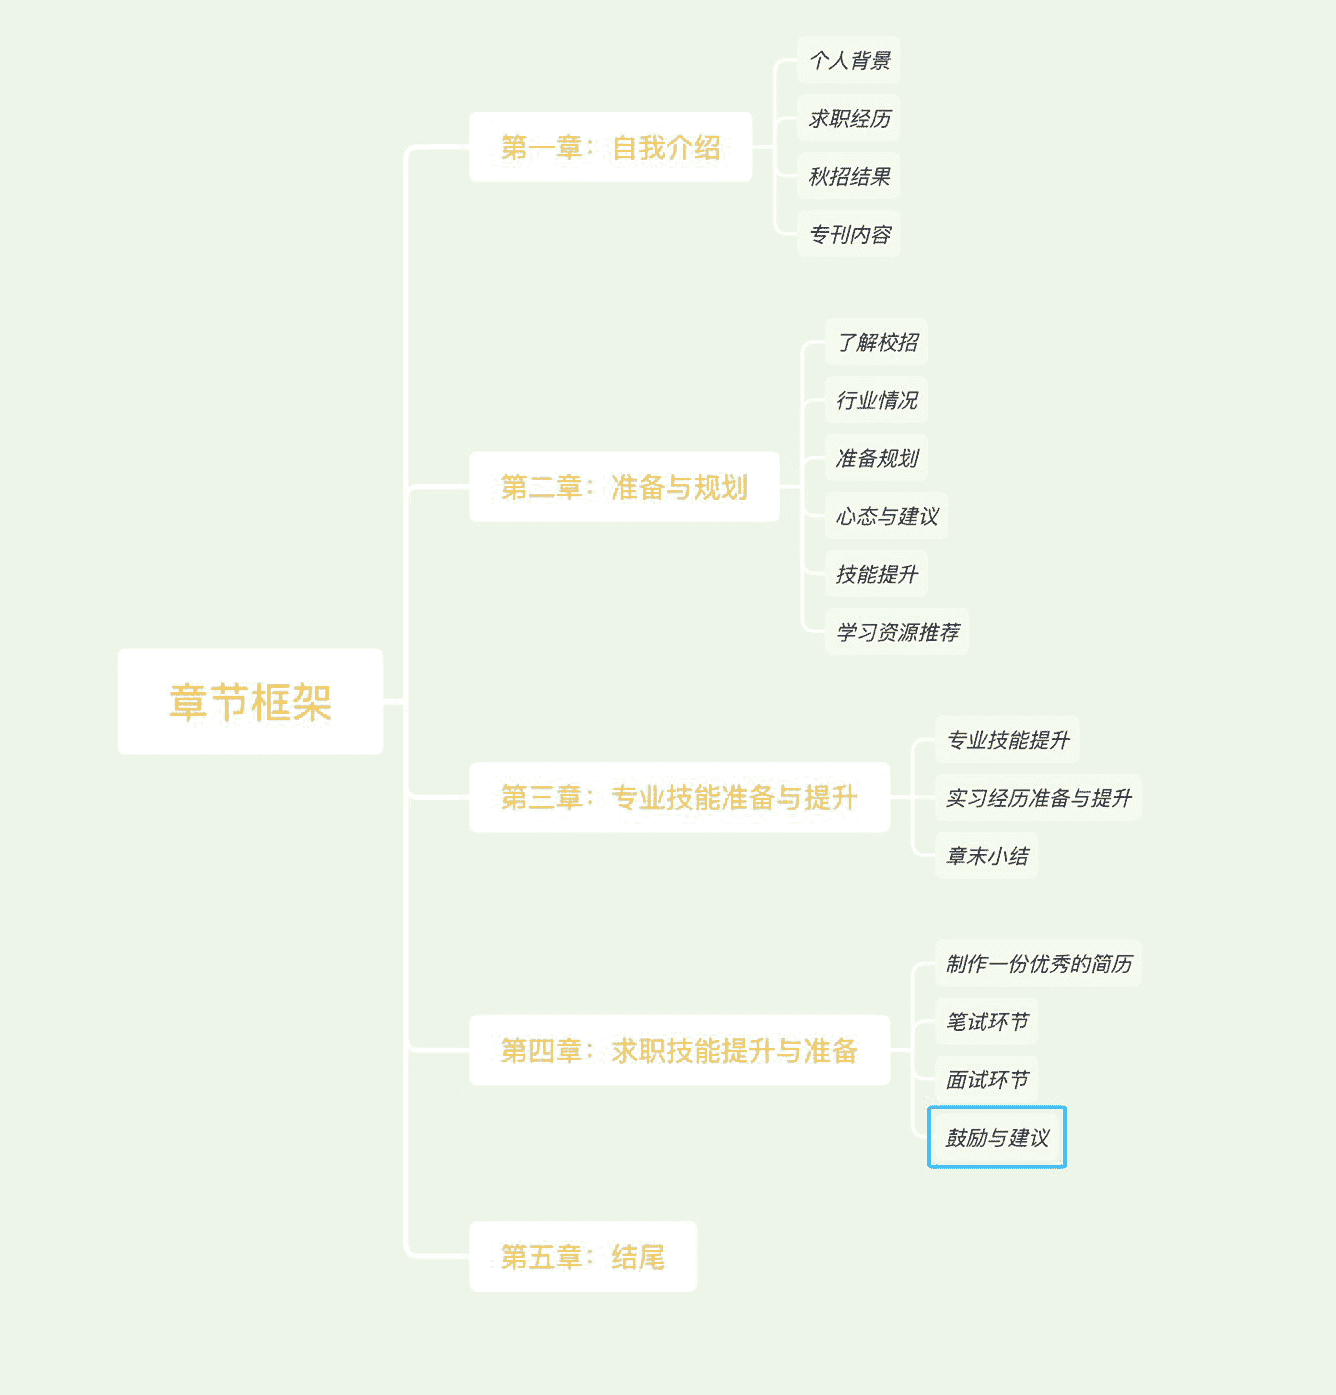 章节框架
第一章：自我介绍
个人背景
求职经历
秋招结果
专刊内容
第二章：准备与规划
了解校招
行业情况
准备规划
心态与建议
技能提升
学习资源推荐
第三章：专业技能准备与提升
专业技能提升
实习经历准备与提升
章末小结
第四章：求职技能提升与准备
制作一份优秀的简历
笔试环节
面试环节
鼓励与建议
第五章：结尾